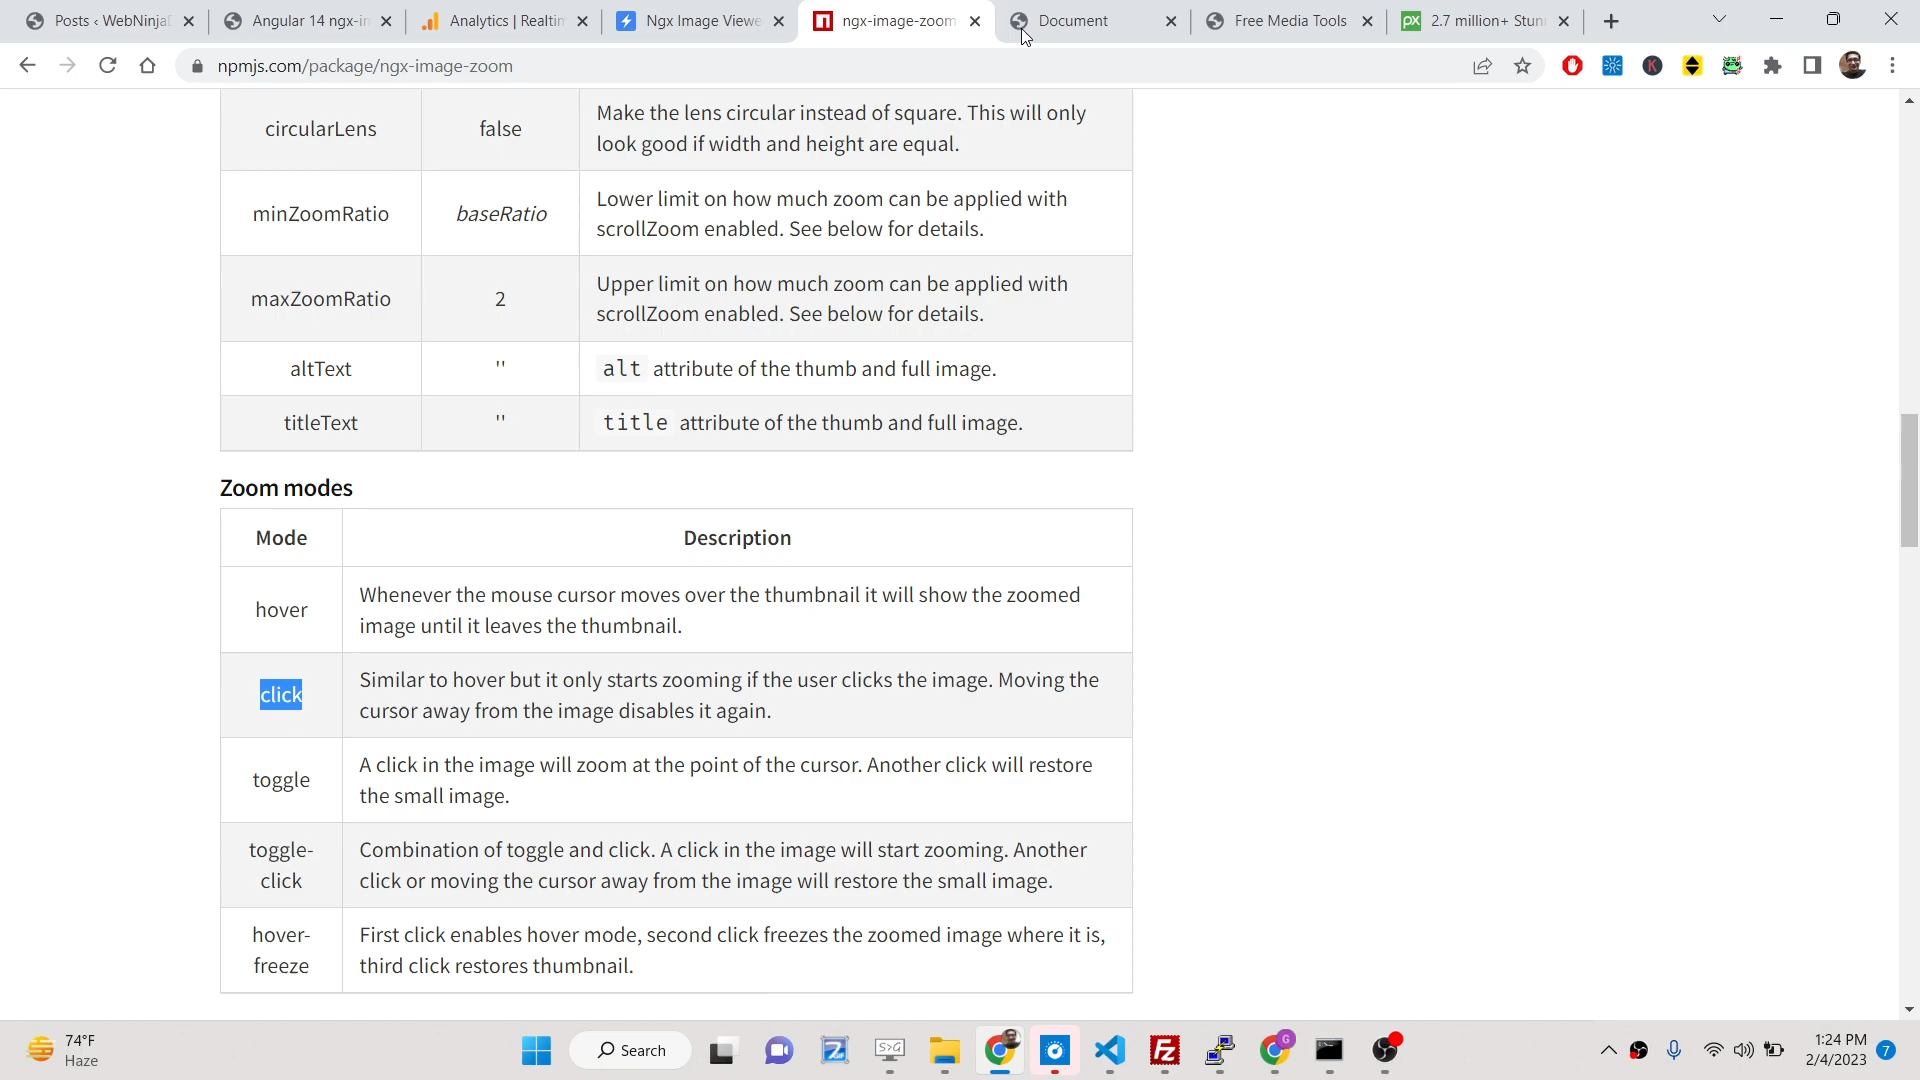 Posts ‹ WebNinja
Angular 14 ngx-i
Analytics | Realti
Ngx Image Viewe
ngx-image-zoom
Document
Free Media Tools
2.7 million+ Stun
npmjs.com/package/ngx-image-zoom
circularLens
false
Make the lens circular instead of square. This will only
look good if width and height are equal.
minZoomRatio
baseRatio
Lower limit on how much zoom can be applied with
scrollZoom enabled. See below for details.
maxZoomRatio
2
Upper limit on how much zoom can be applied with
scrollZoom enabled. See below for details.
altText
''
alt attribute of the thumb and full image.
titleText
''
title attribute of the thumb and full image.
Zoom modes
Mode
Description
hover
Whenever the mouse cursor moves over the thumbnail it will show the zoomed
image until it leaves the thumbnail.
click
Similar to hover but it only starts zooming if the user clicks the image. Moving the
cursor away from the image disables it again.
toggle
A click in the image will zoom at the point of the cursor. Another click will restore
the small image.
toggle-
click
Combination of toggle and click. A click in the image will start zooming. Another
click or moving the cursor away from the image will restore the small image.
hover-
freeze
First click enables hover mode, second click freezes the zoomed image where it is,
third click restores thumbnail.
74°F
Haze
Search
1:24 PM
2/4/2023
7